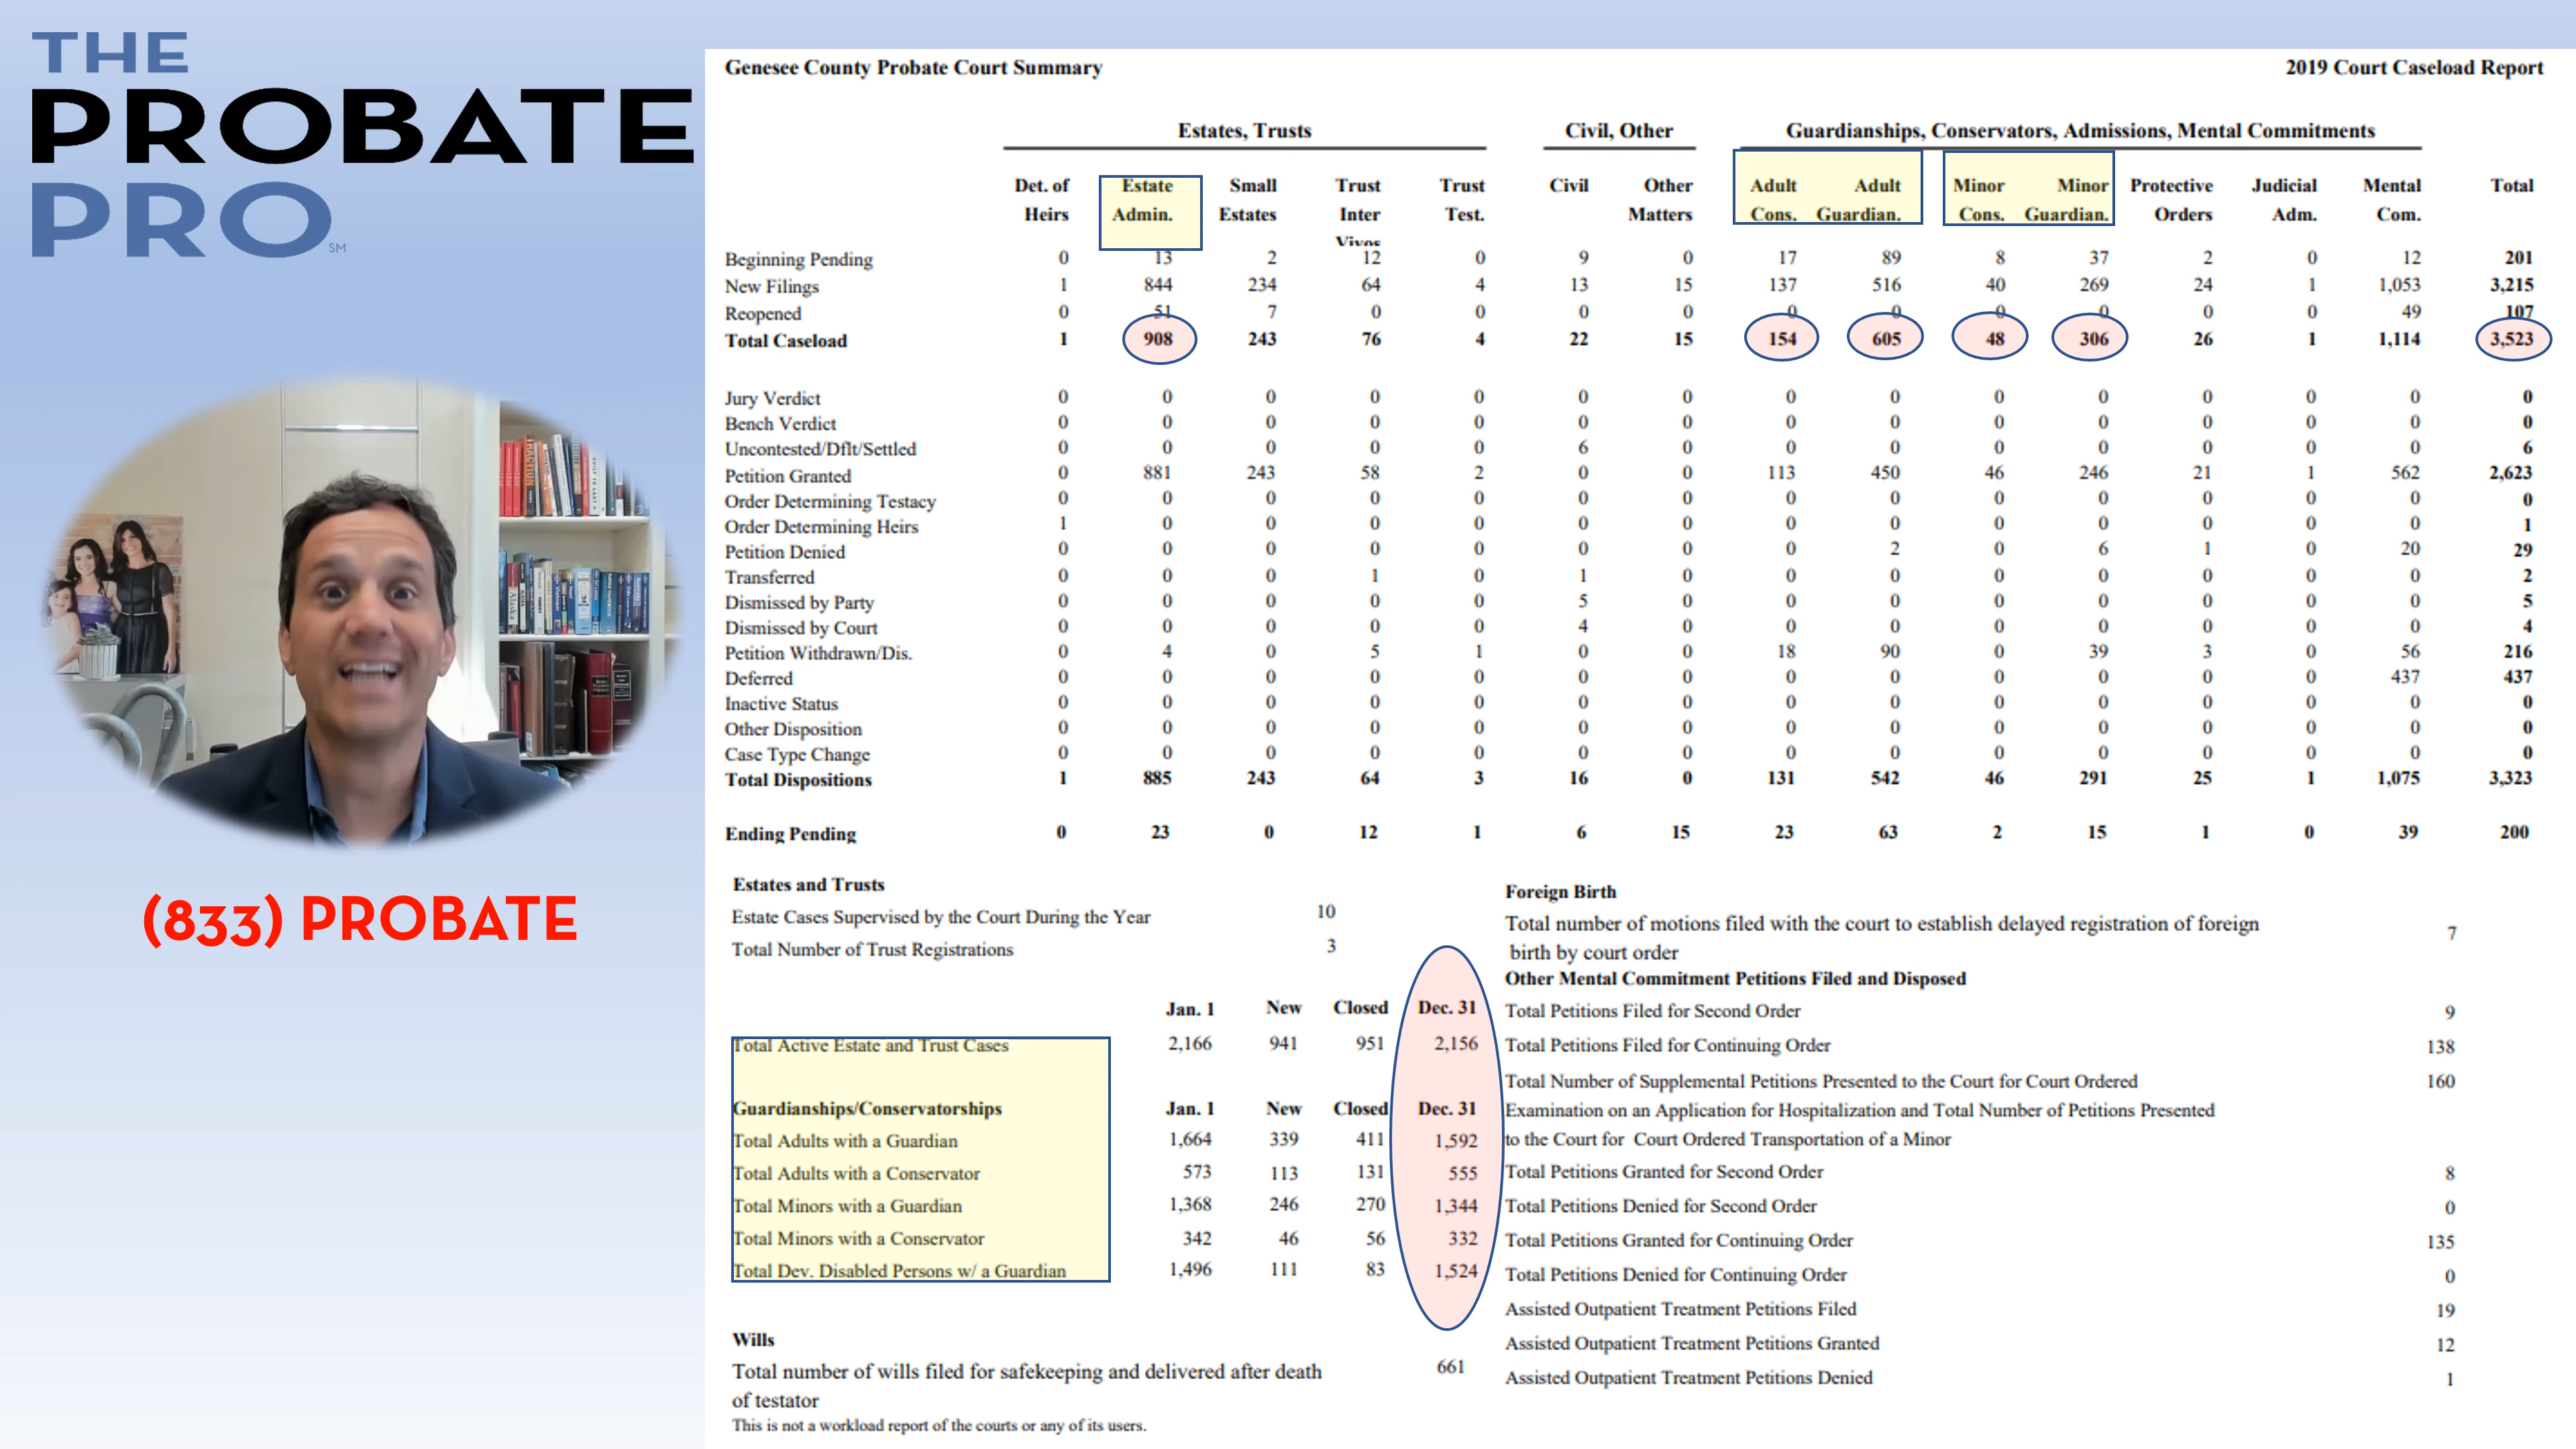 THE
PROBATE
PRO
SM
(833) PROBATE
Genesee County Probate Court Summary 2019 Court Caseload Report
Estates, Trusts Civil, Other Guardianships, Conservators, Admissions, Mental Commitments
Det. of Estate Small Trust Trust Civil Other Adult Adult Minor Minor Protective Judicial Mental Total
Heirs Admin. Estates Inter Test. Matters Cons. Guardian. Cons. Guardian. Orders Adm. Com.
Vivos
Beginning Pending 0 13 2 12 0 9 0 17 89 8 37 2 0 12 201
New Filings 1 844 234 64 4 13 15 137 516 40 269 24 1 1,053 3,215
Reopened 0 51 7 0 0 0 0 0 0 0 0 0 0 49 107
Total Caseload 1 908 243 76 4 22 15 154 605 48 306 26 1 1,114 3,523
Jury Verdict 0 0 0 0 0 0 0 0 0 0 0 0 0 0 0
Bench Verdict 0 0 0 0 0 0 0 0 0 0 0 0 0 0 0
Uncontested/Dflt/Settled 0 0 0 0 0 6 0 0 0 0 0 0 0 0 6
Petition Granted 0 881 243 58 2 0 0 113 450 46 246 21 1 562 2,623
Order Determining Testacy 0 0 0 0 0 0 0 0 0 0 0 0 0 0 0
Order Determining Heirs 1 0 0 0 0 0 0 0 0 0 0 0 0 0 1
Petition Denied 0 0 0 0 0 0 0 0 2 0 6 1 0 20 29
Transferred 0 0 0 1 0 1 0 0 0 0 0 0 0 0 2
Dismissed by Party 0 0 0 0 0 5 0 0 0 0 0 0 0 0 5
Dismissed by Court 0 0 0 0 0 4 0 0 0 0 0 0 0 0 4
Petition Withdrawn/Dis. 0 4 0 5 1 0 0 18 90 0 39 3 0 56 216
Deferred 0 0 0 0 0 0 0 0 0 0 0 0 0 437 437
Inactive Status 0 0 0 0 0 0 0 0 0 0 0 0 0 0 0
Other Disposition 0 0 0 0 0 0 0 0 0 0 0 0 0 0 0
Case Type Change 0 0 0 0 0 0 0 0 0 0 0 0 0 0 0
Total Dispositions 1 885 243 64 3 16 0 131 542 46 291 25 1 1,075 3,323
Ending Pending 0 23 0 12 1 6 15 23 63 2 15 1 0 39 200
Estates and Trusts
Estate Cases Supervised by the Court During the Year 10
Total Number of Trust Registrations 3
Jan. 1 New Closed Dec. 31
Total Active Estate and Trust Cases 2,166 941 951 2,156
Guardianships/Conservatorships Jan. 1 New Closed Dec. 31
Total Adults with a Guardian 1,664 339 411 1,592
Total Adults with a Conservator 573 113 131 555
Total Minors with a Guardian 1,368 246 270 1,344
Total Minors with a Conservator 342 46 56 332
Total Dev. Disabled Persons w/ a Guardian 1,496 111 83 1,524
Wills
Total number of wills filed for safekeeping and delivered after death 661
of testator
This is not a workload report of the courts or any of its users.
Foreign Birth
Total number of motions filed with the court to establish delayed registration of foreign 7
birth by court order
Other Mental Commitment Petitions Filed and Disposed
Total Petitions Filed for Second Order 9
Total Petitions Filed for Continuing Order 138
Total Number of Supplemental Petitions Presented to the Court for Court Ordered 160
Examination on an Application for Hospitalization and Total Number of Petitions Presented
to the Court for Court Ordered Transportation of a Minor
Total Petitions Granted for Second Order 8
Total Petitions Denied for Second Order 0
Total Petitions Granted for Continuing Order 135
Total Petitions Denied for Continuing Order 0
Assisted Outpatient Treatment Petitions Filed 19
Assisted Outpatient Treatment Petitions Granted 12
Assisted Outpatient Treatment Petitions Denied 1
Alaska